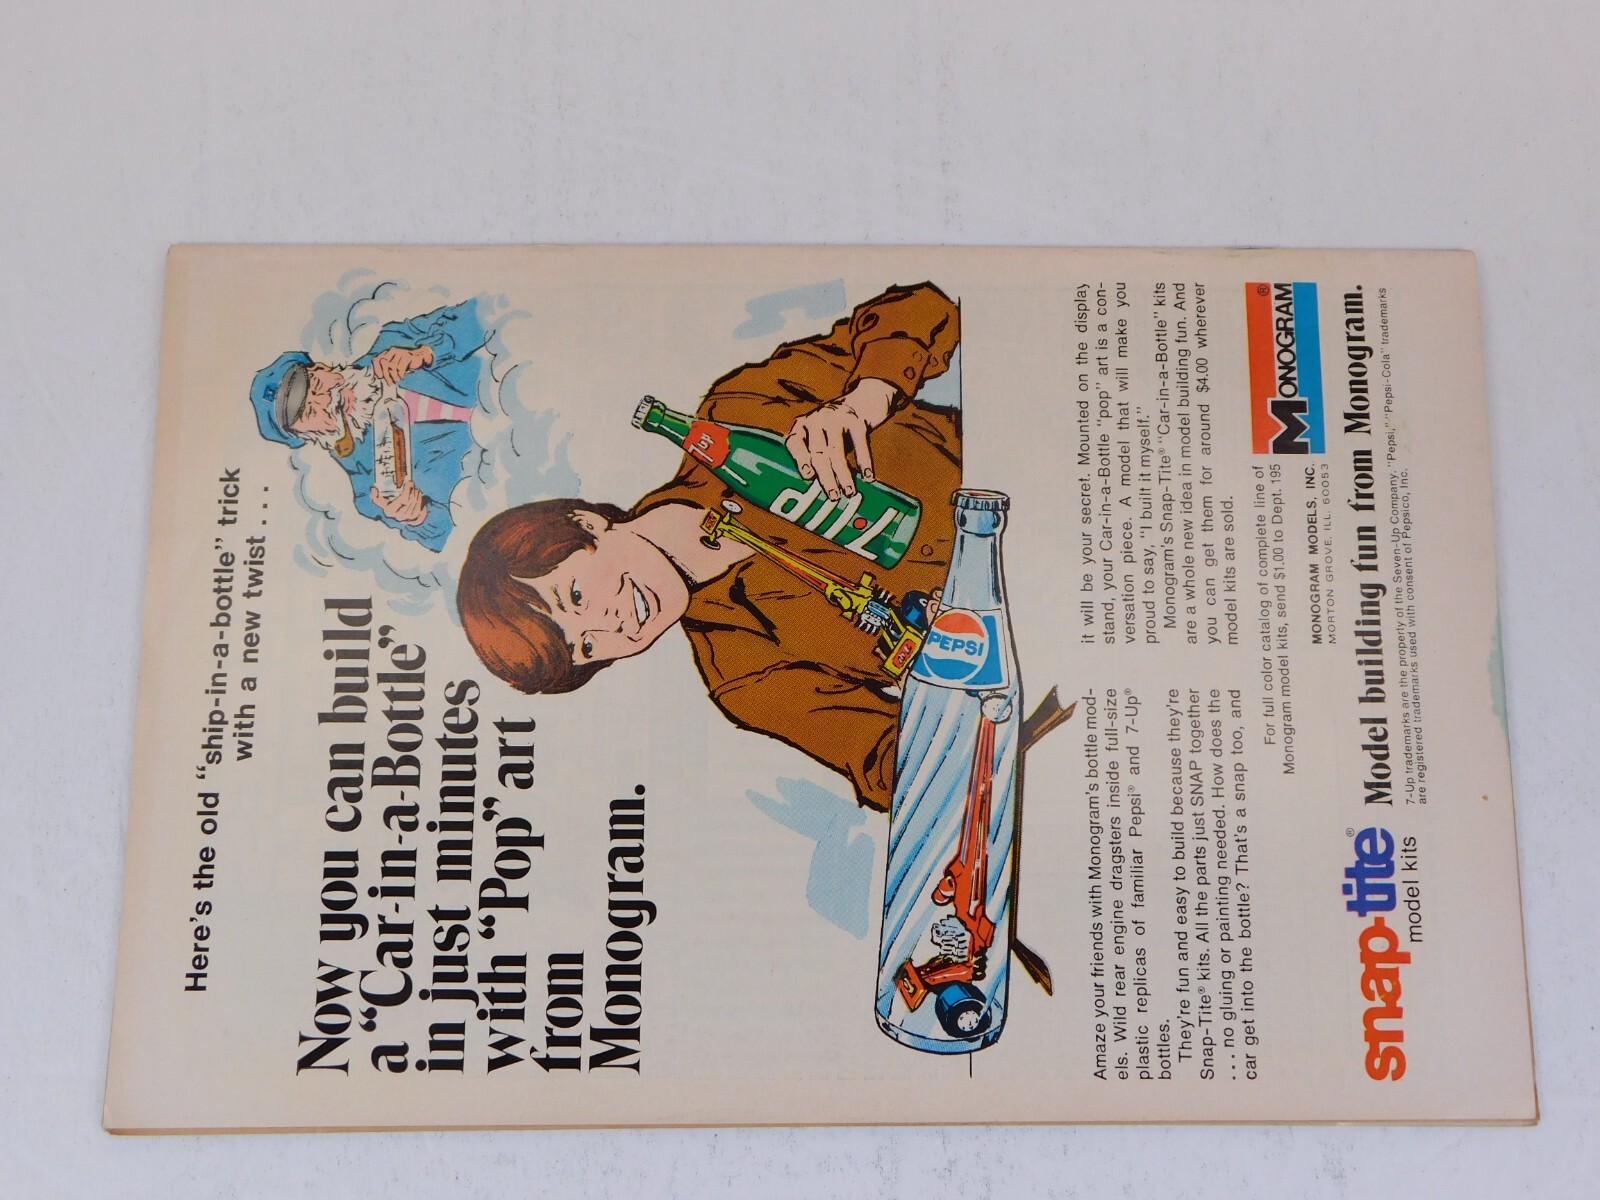 Here's the old "ship-in-a-bottle" trick
with a new twist . . .
Now you can build
a "Car-in-a-Bottle"
in just minutes
with "Pop" art
from
Monogram.
7up
7-UP
PEPSI
Amaze your friends with Monogram's bottle mod-
els. Wild rear engine dragsters inside full-size
plastic replicas of familiar Pepsi® and 7-Up®
bottles.
They're fun and easy to build because they're
Snap-Tite® kits. All the parts just SNAP together
. . . no gluing or painting needed. How does the
car get into the bottle? That's a snap too, and
it will be your secret. Mounted on the display
stand, your Car-in-a-Bottle "pop" art is a con-
versation piece. A model that will make you
proud to say, "I built it myself."
Monogram's Snap-Tite® "Car-in-a-Bottle" kits
are a whole new idea in model building fun. And
you can get them for around $4.00 wherever
model kits are sold.
For full color catalog of complete line of
Monogram model kits, send $1.00 to Dept. 195
MONOGRAM MODELS, INC.
MORTON GROVE, ILL. 60053
MONOGRAM ®
snap-tite®
model kits
Model building fun from Monogram.
7-Up trademarks are the property of the Seven-Up Company. "Pepsi," "Pepsi-Cola" trademarks
are registered trademarks used with consent of Pepsico, Inc.